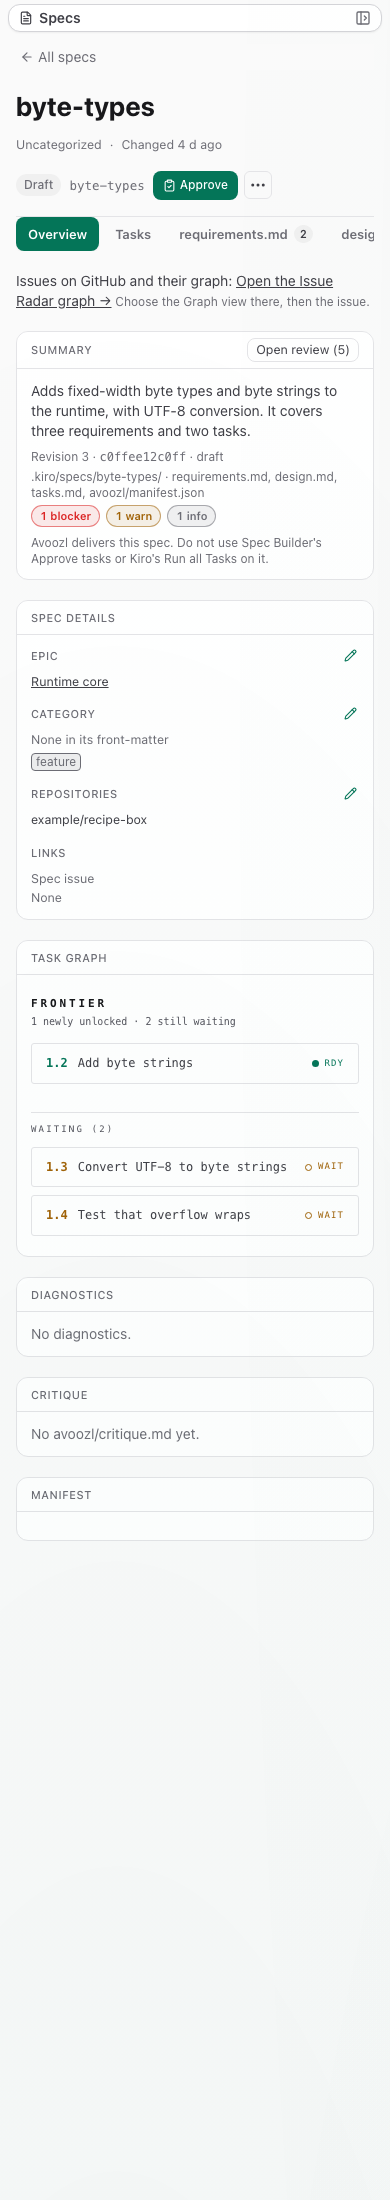 Specs
← All specs
byte-types
Uncategorized · Changed 4 d ago
Draft byte-types Approve
Overview Tasks requirements.md 2 desig
Issues on GitHub and their graph: Open the Issue
Radar graph → Choose the Graph view there, then the issue.
SUMMARY Open review (5)
Adds fixed-width byte types and byte strings to
the runtime, with UTF-8 conversion. It covers
three requirements and two tasks.
Revision 3 · c0ffee12c0ff · draft
.kiro/specs/byte-types/ · requirements.md, design.md,
tasks.md, avoozl/manifest.json
1 blocker 1 warn 1 info
Avoozl delivers this spec. Do not use Spec Builder's
Approve tasks or Kiro's Run all Tasks on it.
SPEC DETAILS
EPIC
Runtime core
CATEGORY
None in its front-matter
feature
REPOSITORIES
example/recipe-box
LINKS
Spec issue
None
TASK GRAPH
FRONTIER
1 newly unlocked · 2 still waiting
1.2 Add byte strings RDY
WAITING (2)
1.3 Convert UTF-8 to byte strings WAIT
1.4 Test that overflow wraps WAIT
DIAGNOSTICS
No diagnostics.
CRITIQUE
No avoozl/critique.md yet.
MANIFEST